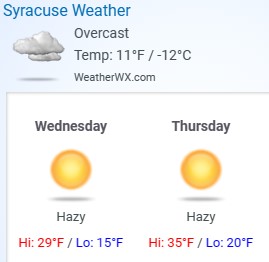 Syracuse Weather
Overcast
Temp: 11°F / -12°C
WeatherWX.com
Wednesday Thursday
Hazy Hazy
Hi: 29°F / Lo: 15°F Hi: 35°F / Lo: 20°F